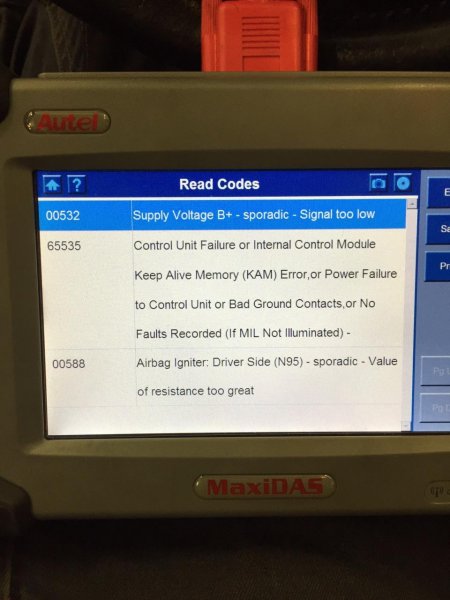 Autel
Read Codes
00532 Supply Voltage B+ - sporadic - Signal too low
65535 Control Unit Failure or Internal Control Module
Keep Alive Memory (KAM) Error,or Power Failure
to Control Unit or Bad Ground Contacts,or No
Faults Recorded (If MIL Not Illuminated) -
00588 Airbag Igniter: Driver Side (N95) - sporadic - Value
of resistance too great
MaxiDAS